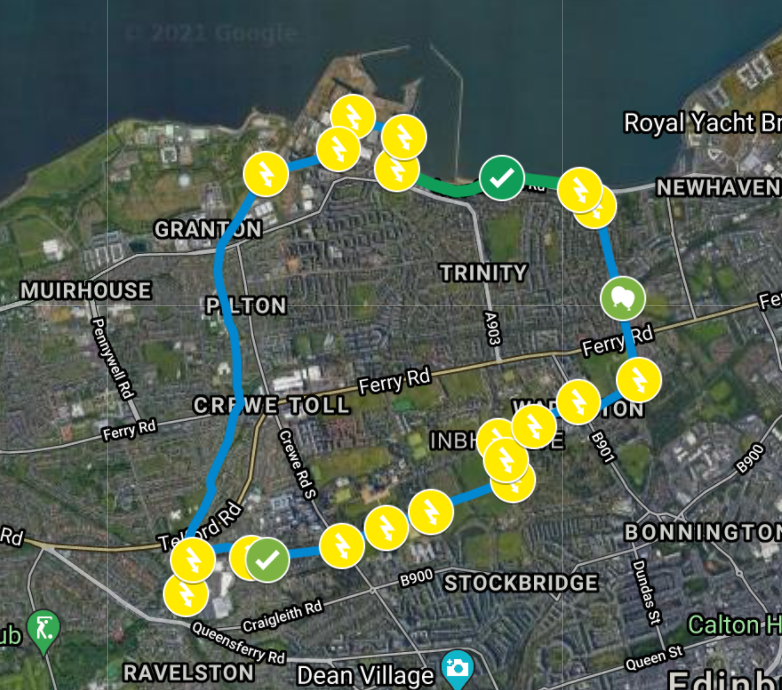 © 2021 Google
Royal Yacht Br
Rd
NEWHAVEN
GRANTON
TRINITY
MUIRHOUSE
PILTON
Fe
A903
Pennywell Rd
Ferry Rd
Ferry Rd
CREWE TOLL
Ferry Rd
B901
Crewe Rd S
B900
Telford Rd
Rd
BONNINGTON
B900
STOCKBRIDGE
Dundas St
Craigleith Rd
Calton H
ub
Queensferry Rd
Queen St
RAVELSTON
Dean Village
Edinb